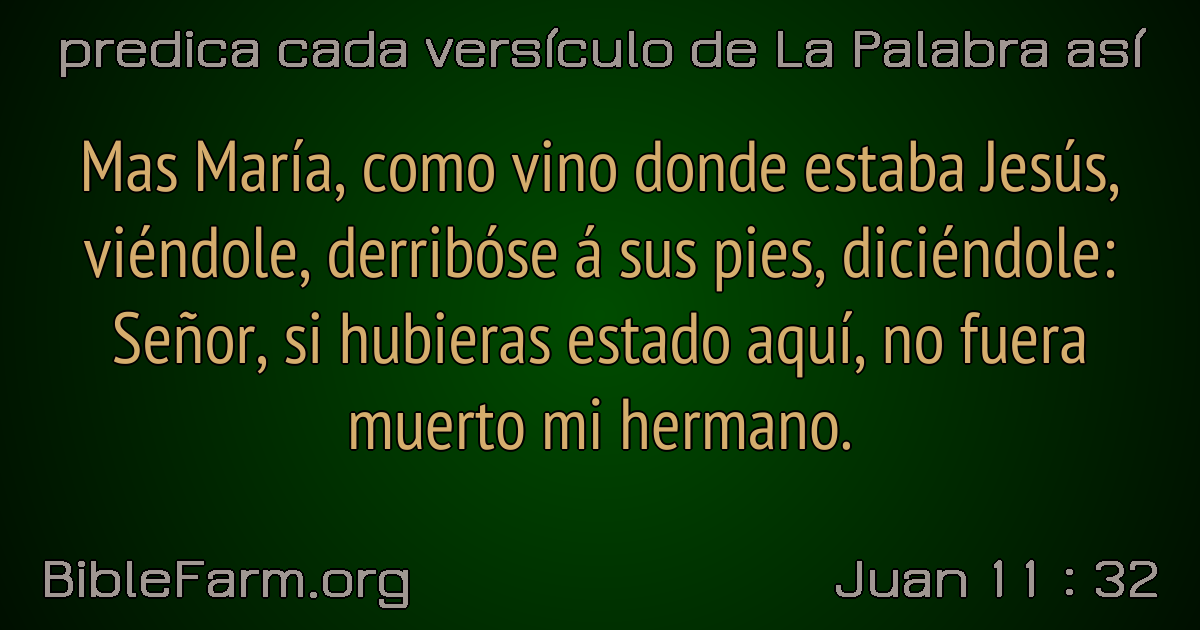 predica cada versículo de La Palabra así
Mas María, como vino donde estaba Jesús,
viéndole, derribóse á sus pies, diciéndole:
Señor, si hubieras estado aquí, no fuera
muerto mi hermano.
BibleFarm.org
Juan 11 : 32